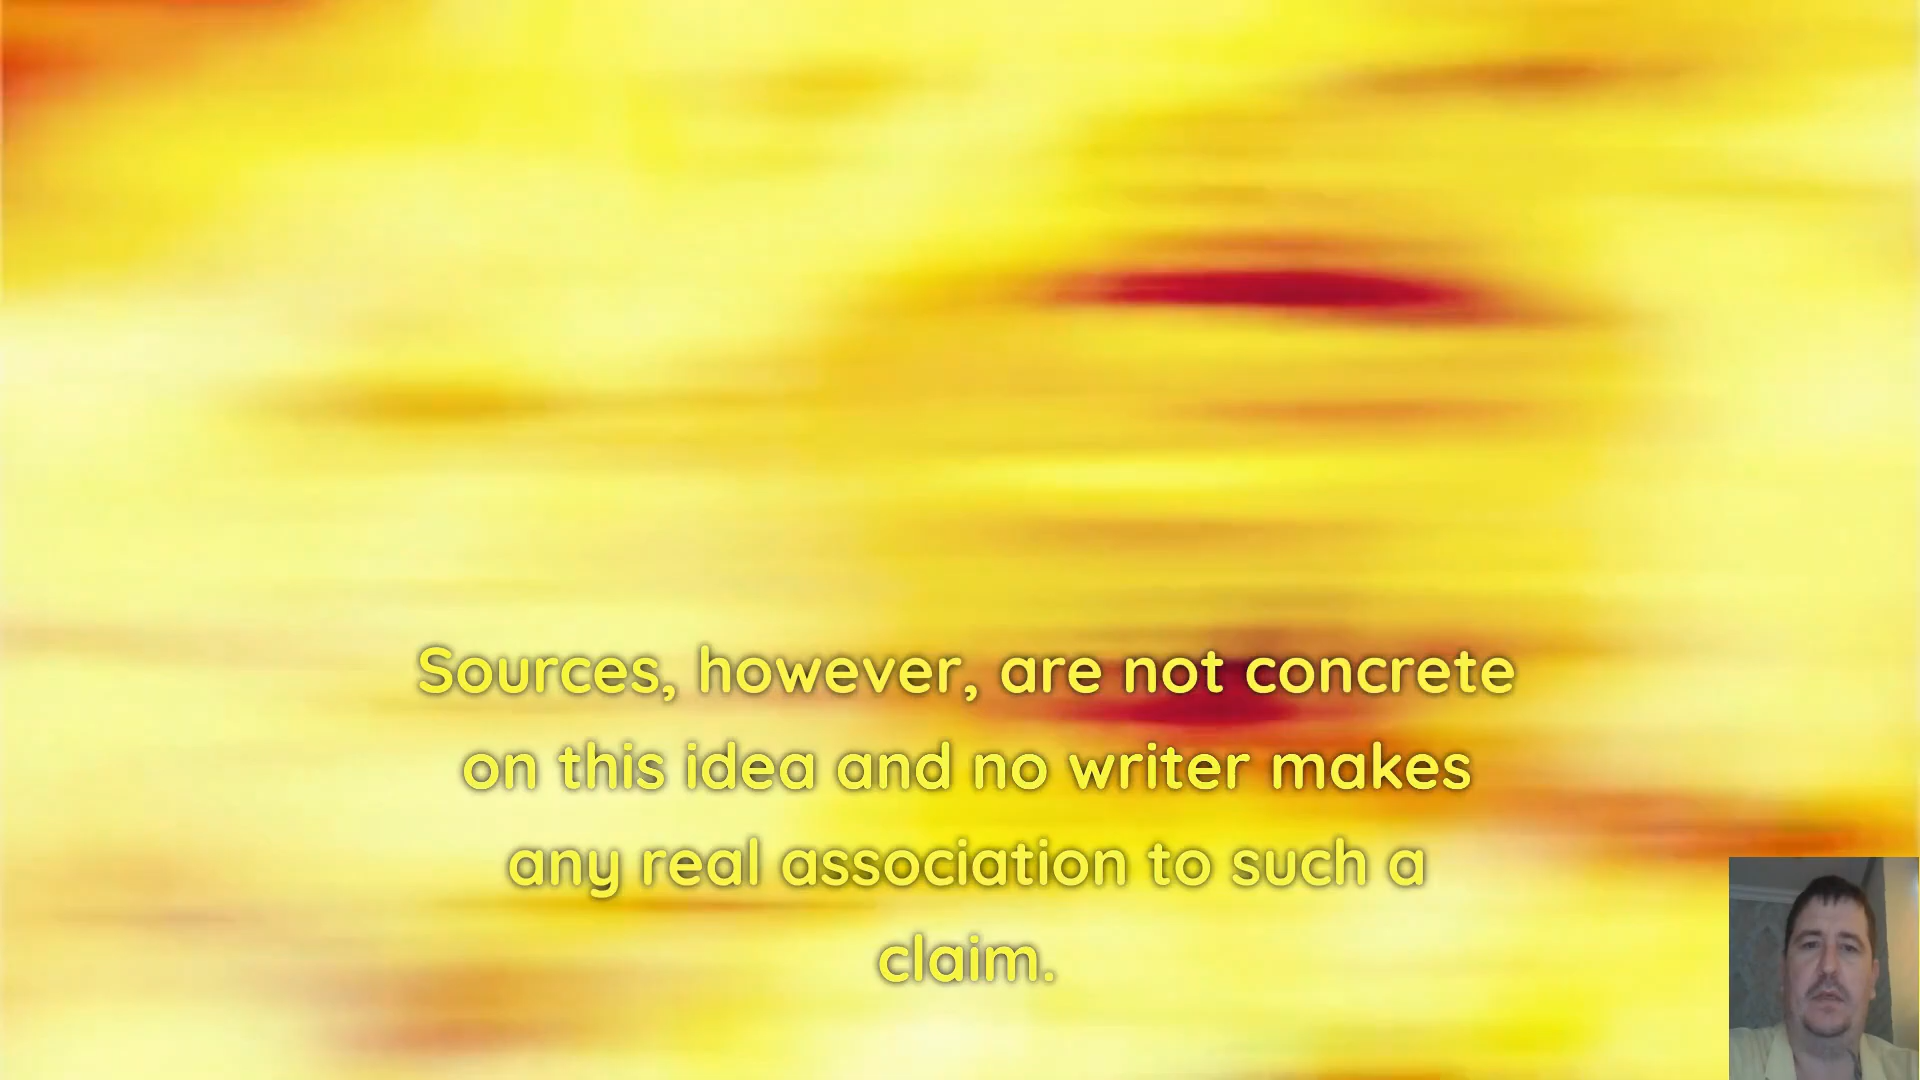 Sources, however, are not concrete
on this idea and no writer makes
any real association to such a
claim.